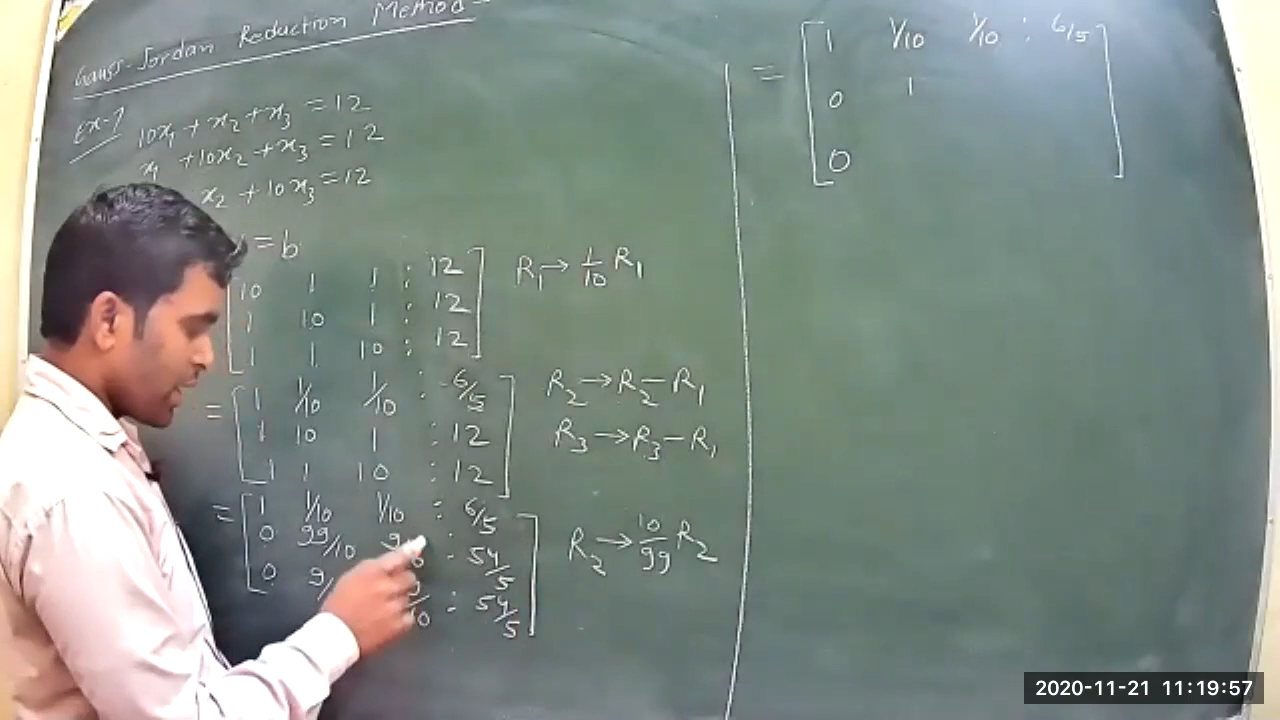 Gauss-Jordan Reduction Method-
Ex-1 10x₁ + x₂ + x₃ = 12
x₁ + 10x₂ + x₃ = 12
x₂ + 10x₃ = 12
= b
10 1 1 : 12 R₁ → 1/10 R₁
1 10 1 : 12
1 1 10 : 12
= 1 1/10 1/10 : 6/5 R₂ → R₂ - R₁
1 10 1 : 12 R₃ → R₃ - R₁
1 1 10 : 12
= 1 1/10 1/10 : 6/5
0 99/10 : 54/5 R₂ → 10/99 R₂
0 : 54/5
= 1 1/10 1/10 : 6/5
0 1
0
2020-11-21 11:19:57